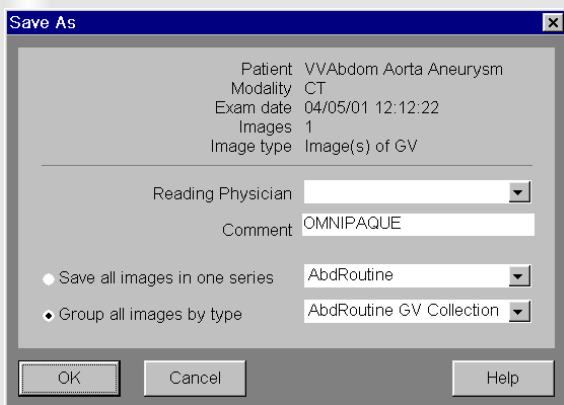 Save As
Patient VVAbdom Aorta Aneurysm
Modality CT
Exam date 04/05/01 12:12:22
Images 1
Image type Image(s) of GV
Reading Physician
Comment OMNIPAQUE
Save all images in one series AbdRoutine
Group all images by type AbdRoutine GV Collection
OK Cancel Help